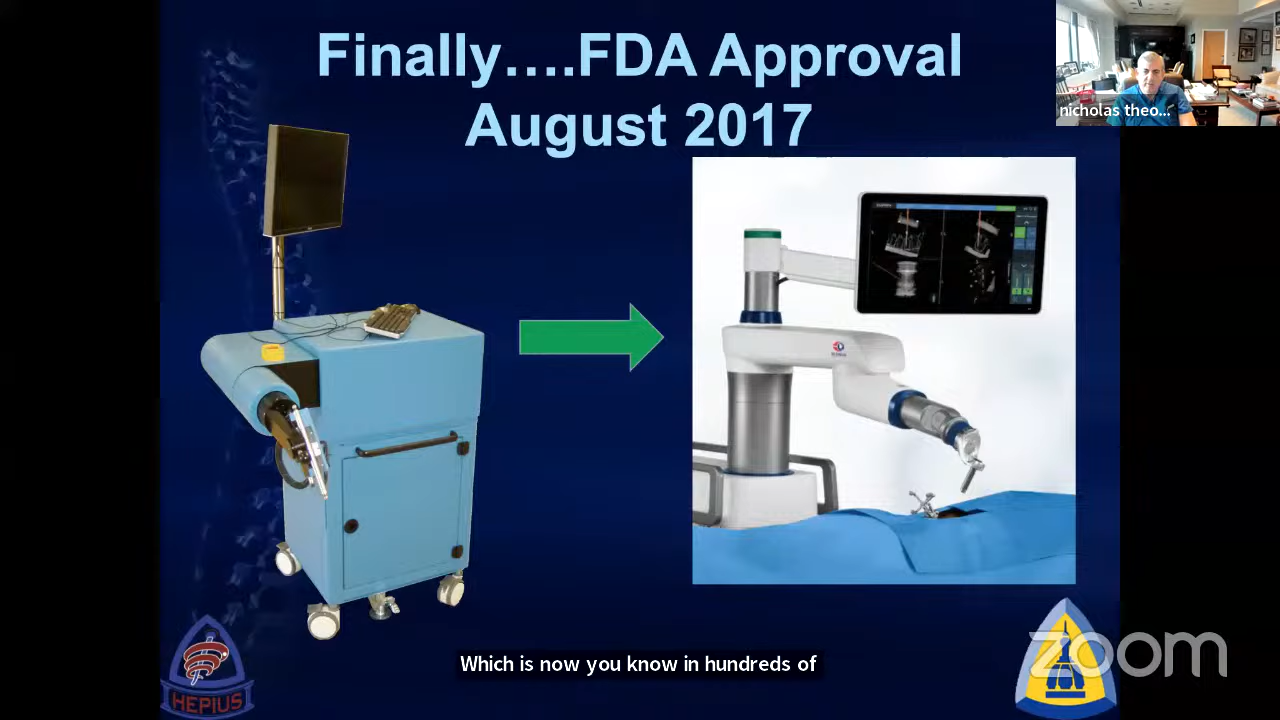 Finally….FDA Approval
August 2017
nicholas theo...
Which is now you know in hundreds of
HEPIUS
zoom